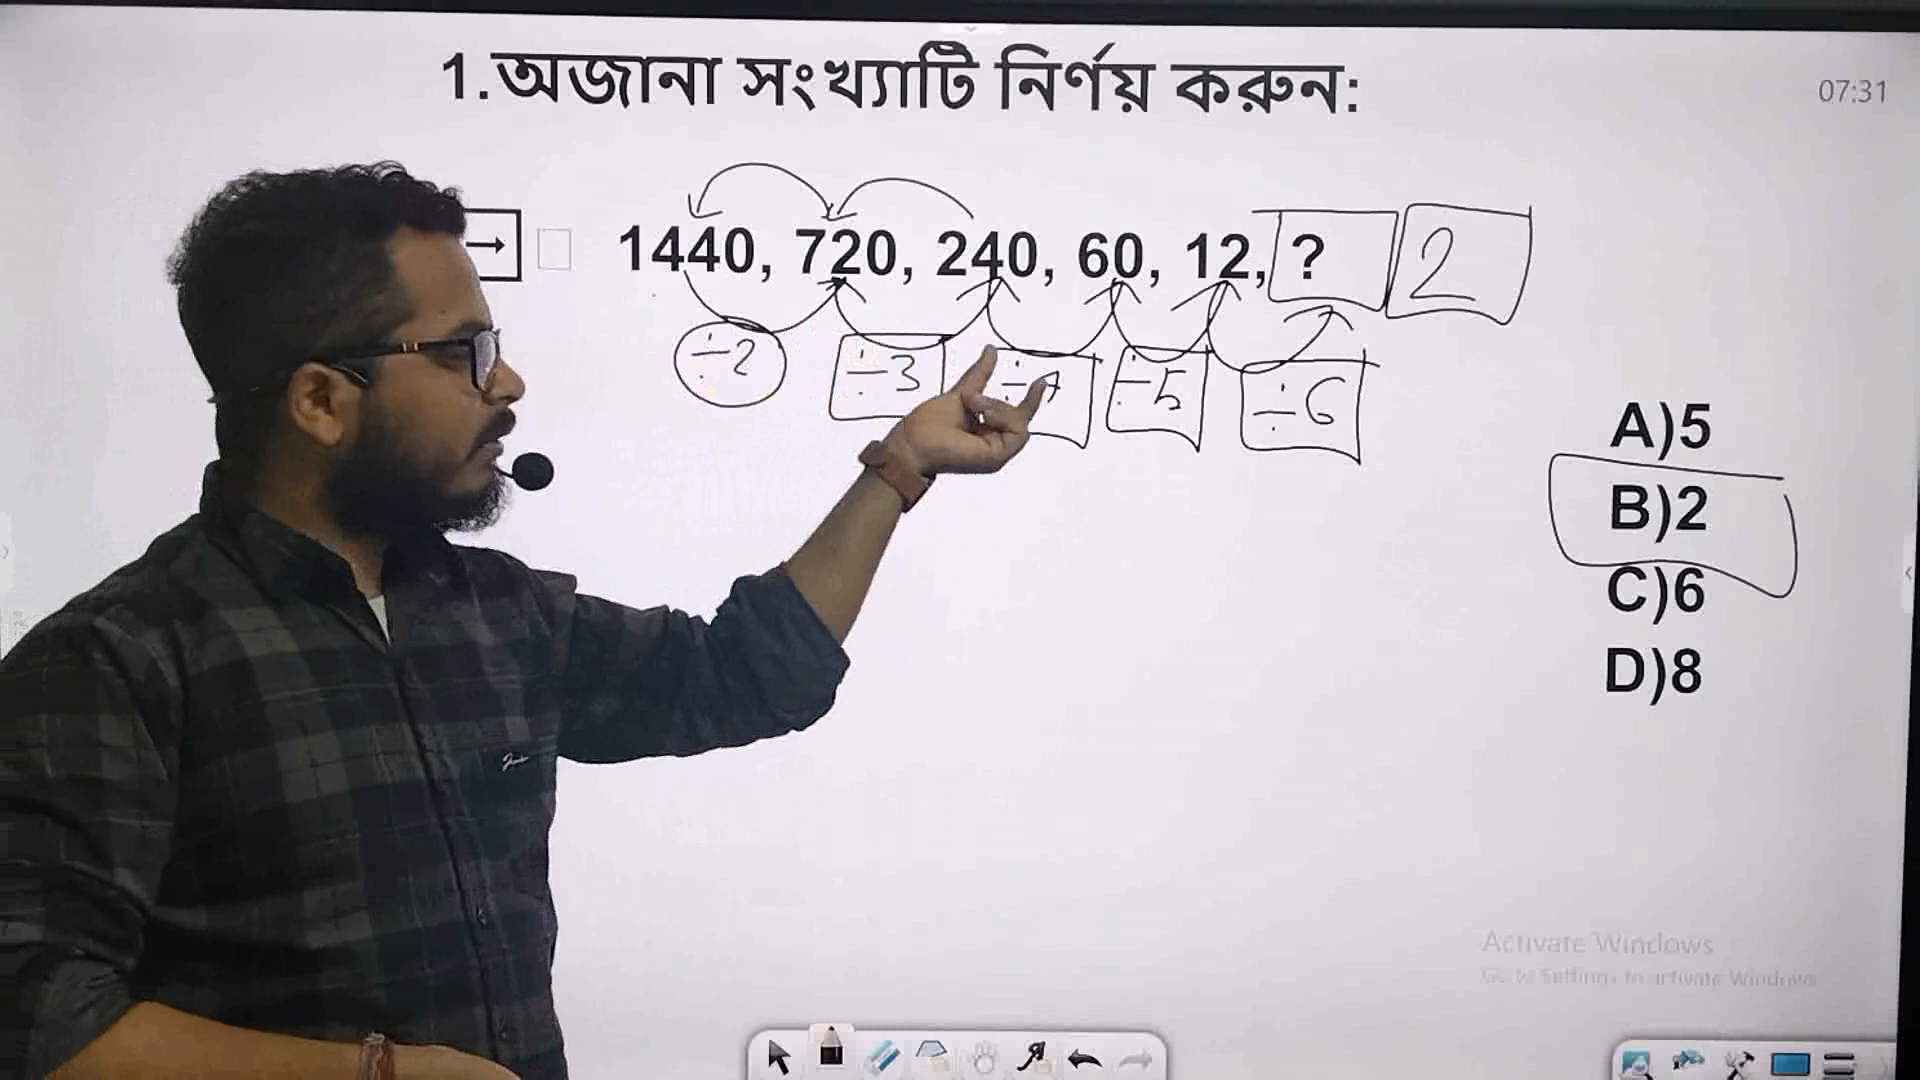 1.অজানা সংখ্যাটি নির্ণয় করুন:
07:31
→ 1440, 720, 240, 60, 12, ? 2
÷2 ÷3 ÷4 ÷5 ÷6
A)5
B)2
C)6
D)8
Activate Windows
Go to Settings to activate Windows